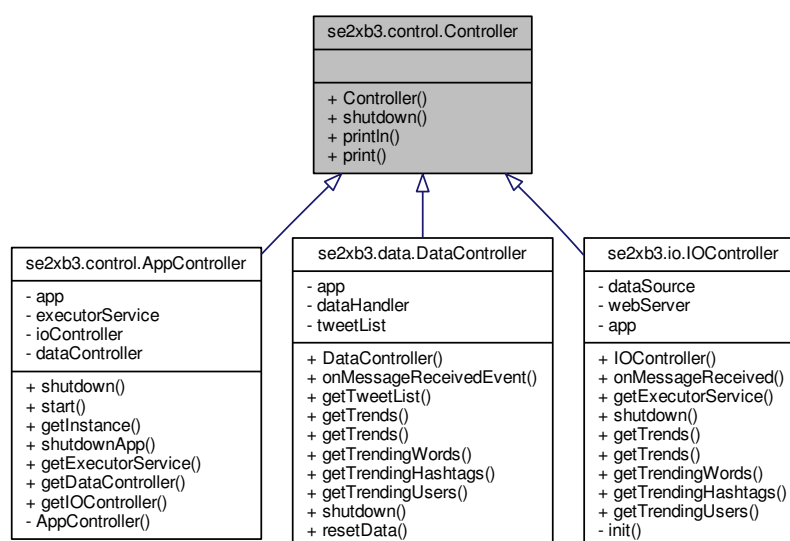 se2xb3.control.Controller
+ Controller()
+ shutdown()
+ println()
+ print()
se2xb3.control.AppController
- app
- executorService
- ioController
- dataController
+ shutdown()
+ start()
+ getInstance()
+ shutdownApp()
+ getExecutorService()
+ getDataController()
+ getIOController()
- AppController()
se2xb3.data.DataController
- app
- dataHandler
- tweetList
+ DataController()
+ onMessageReceivedEvent()
+ getTweetList()
+ getTrends()
+ getTrends()
+ getTrendingWords()
+ getTrendingHashtags()
+ getTrendingUsers()
+ shutdown()
+ resetData()
se2xb3.io.IOController
- dataSource
- webServer
- app
+ IOController()
+ onMessageReceived()
+ getExecutorService()
+ shutdown()
+ getTrends()
+ getTrends()
+ getTrendingWords()
+ getTrendingHashtags()
+ getTrendingUsers()
- init()